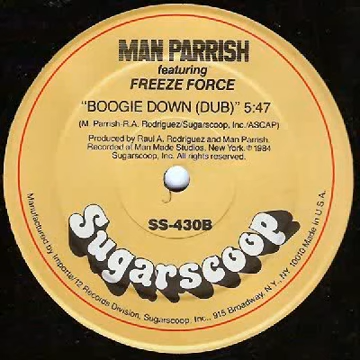 MAN PARRISH
featuring
FREEZE FORCE
"BOOGIE DOWN (DUB)" 5:47
(M. Parrish-R.A. Rodriguez/Sugarscoop, Inc./ASCAP)
Produced by Raul A. Rodriguez and Man Parrish.
Recorded at Man Made Studios, New York. ℗ 1984
Sugarscoop, Inc. All rights reserved.
SS-430B
Sugarscoop
Manufactured by Importe/12 Records Division, Sugarscoop, Inc., 915 Broadway, N.Y., NY 10010 Made in U.S.A.